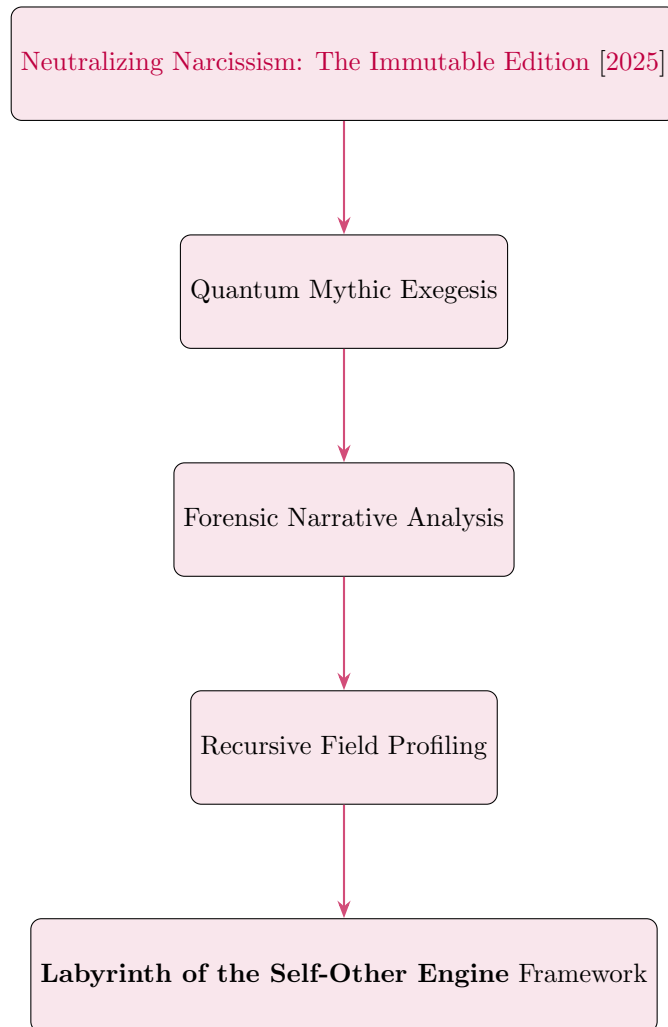 Neutralizing Narcissism: The Immutable Edition [2025]
Quantum Mythic Exegesis
Forensic Narrative Analysis
Recursive Field Profiling
Labyrinth of the Self-Other Engine Framework